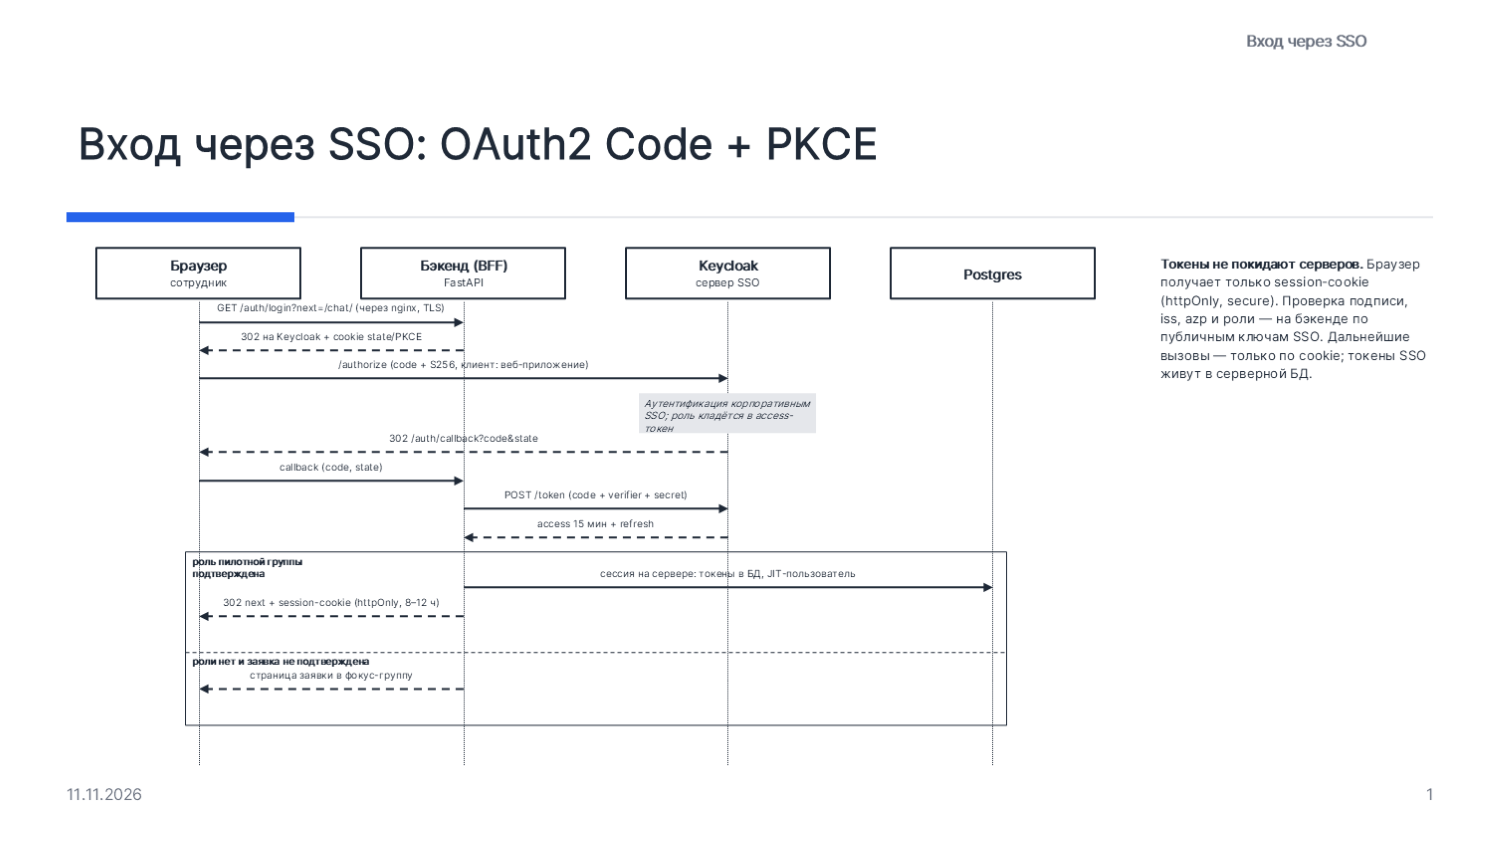 Вход через SSO
Вход через SSO: OAuth2 Code + PKCE
Браузер
сотрудник
Бэкенд (BFF)
FastAPI
Keycloak
сервер SSO
Postgres
Токены не покидают серверов. Браузер
получает только session-cookie
(httpOnly, secure). Проверка подписи,
iss, azp и роли — на бэкенде по
публичным ключам SSO. Дальнейшие
вызовы — только по cookie; токены SSO
живут в серверной БД.
GET /auth/login?next=/chat/ (через nginx, TLS)
302 на Keycloak + cookie state/PKCE
/authorize (code + S256, клиент: веб-приложение)
Аутентификация корпоративным
SSO; роль кладётся в access-
токен
302 /auth/callback?code&state
callback (code, state)
POST /token (code + verifier + secret)
access 15 мин + refresh
роль пилотной группы
подтверждена
сессия на сервере: токены в БД, JIT-пользователь
302 next + session-cookie (httpOnly, 8–12 ч)
роли нет и заявка не подтверждена
страница заявки в фокус-группу
11.11.2026
1